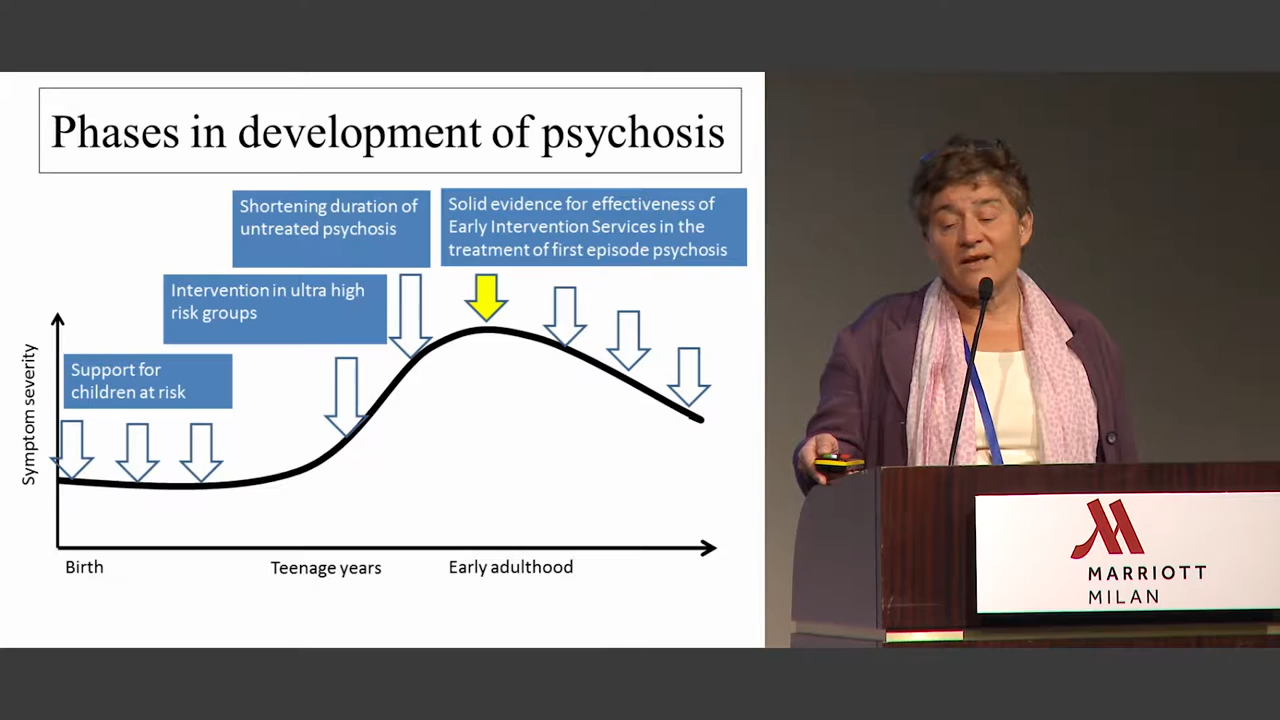 Phases in development of psychosis
Shortening duration of
untreated psychosis
Solid evidence for effectiveness of
Early Intervention Services in the
treatment of first episode psychosis
Intervention in ultra high
risk groups
Support for
children at risk
Symptom severity
Birth
Teenage years
Early adulthood
MARRIOTT
MILAN